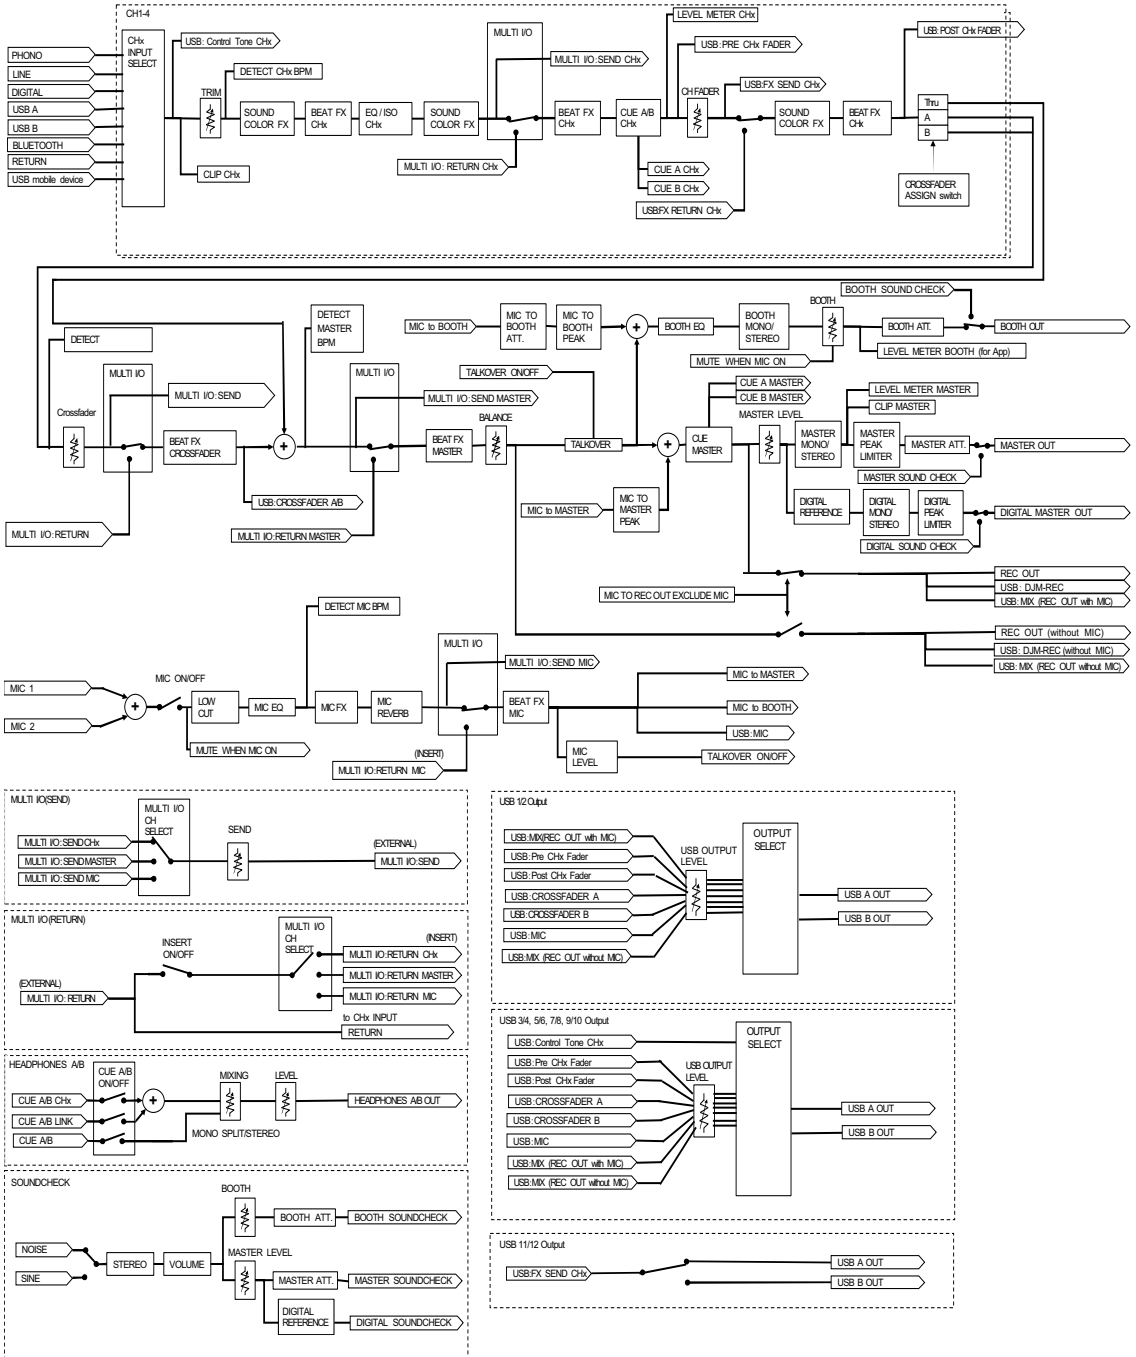 CH1-4
CHx
INPUT
SELECT
PHONO
LINE
DIGITAL
USB A
USB B
BLUETOOTH
RETURN
USB mobile device
USB: Control Tone CHx
TRIM
DETECT CHx BPM
CLIP CHx
SOUND
COLOR FX
BEAT FX
CHx
EQ / ISO
CHx
SOUND
COLOR FX
MULTI I/O
MULTI I/O: SEND CHx
MULTI I/O: RETURN CHx
BEAT FX
CHx
CUE A/B
CHx
LEVEL METER CHx
USB: PRE CHx FADER
CH FADER
USB:FX SEND CHx
CUE A CHx
CUE B CHx
USB:FX RETURN CHx
SOUND
COLOR FX
BEAT FX
CHx
USB: POST CHx FADER
Thru
A
B
CROSSFADER
ASSIGN switch
DETECT
MULTI I/O
MULTI I/O: SEND
Crossfader
BEAT FX
CROSSFADER
MULTI I/O: RETURN
+
USB: CROSSFADER A/B
DETECT
MASTER
BPM
MULTI I/O
MULTI I/O: SEND MASTER
MULTI I/O: RETURN MASTER
BEAT FX
MASTER
BALANCE
MIC to BOOTH
MIC TO
BOOTH
ATT.
MIC TO
BOOTH
PEAK
+
BOOTH EQ
BOOTH
MONO/
STEREO
BOOTH
MUTE WHEN MIC ON
BOOTH SOUND CHECK
BOOTH ATT.
BOOTH OUT
LEVEL METER BOOTH (for App)
TALKOVER ON/OFF
TALKOVER
+
MIC to MASTER
MIC TO
MASTER
PEAK
CUE
MASTER
CUE A MASTER
CUE B MASTER
MASTER LEVEL
MASTER
MONO/
STEREO
LEVEL METER MASTER
CLIP MASTER
MASTER
PEAK
LIMITER
MASTER ATT.
MASTER OUT
MASTER SOUND CHECK
DIGITAL
REFERENCE
DIGITAL
MONO/
STEREO
DIGITAL
PEAK
LIMITER
DIGITAL MASTER OUT
DIGITAL SOUND CHECK
MIC TO REC OUT EXCLUDE MIC
REC OUT
USB: DJM-REC
USB: MIX (REC OUT with MIC)
REC OUT (without MIC)
USB: DJM-REC (without MIC)
USB: MIX (REC OUT without MIC)
MIC 1
MIC 2
+
MIC ON/OFF
LOW
CUT
MUTE WHEN MIC ON
MIC EQ
DETECT MIC BPM
MIC FX
MIC
REVERB
MULTI I/O
MULTI I/O: SEND MIC
(INSERT)
MULTI I/O: RETURN MIC
BEAT FX
MIC
MIC to MASTER
MIC to BOOTH
USB: MIC
MIC
LEVEL
TALKOVER ON/OFF
MULTI I/O(SEND)
MULTI I/O
CH
SELECT
MULTI I/O: SEND CHx
MULTI I/O: SEND MASTER
MULTI I/O: SEND MIC
SEND
(EXTERNAL)
MULTI I/O: SEND
MULTI I/O (RETURN)
INSERT
ON/OFF
MULTI I/O
CH
SELECT
(INSERT)
MULTI I/O: RETURN CHx
MULTI I/O: RETURN MASTER
MULTI I/O: RETURN MIC
(EXTERNAL)
MULTI I/O: RETURN
to CHx INPUT
RETURN
HEADPHONES A/B
CUE A/B
ON/OFF
CUE A/B CHx
CUE A/B LINK
CUE A/B
+
MIXING
LEVEL
MONO SPLIT/STEREO
HEADPHONES A/B OUT
SOUNDCHECK
NOISE
SINE
STEREO
VOLUME
BOOTH
BOOTH ATT.
BOOTH SOUNDCHECK
MASTER LEVEL
MASTER ATT.
MASTER SOUNDCHECK
DIGITAL
REFERENCE
DIGITAL SOUNDCHECK
USB 1/2 Output
USB:MIX(REC OUT with MIC)
USB: Pre CHx Fader
USB: Post CHx Fader
USB: CROSSFADER A
USB: CROSSFADER B
USB: MIC
USB: MIX (REC OUT without MIC)
USB OUTPUT
LEVEL
OUTPUT
SELECT
USB A OUT
USB B OUT
USB 3/4, 5/6, 7/8, 9/10 Output
USB: Control Tone CHx
USB: Pre CHx Fader
USB: Post CHx Fader
USB: CROSSFADER A
USB: CROSSFADER B
USB: MIC
USB: MIX (REC OUT with MIC)
USB: MIX (REC OUT without MIC)
USB OUTPUT
LEVEL
OUTPUT
SELECT
USB A OUT
USB B OUT
USB 11/12 Output
USB:FX SEND CHx
USB A OUT
USB B OUT